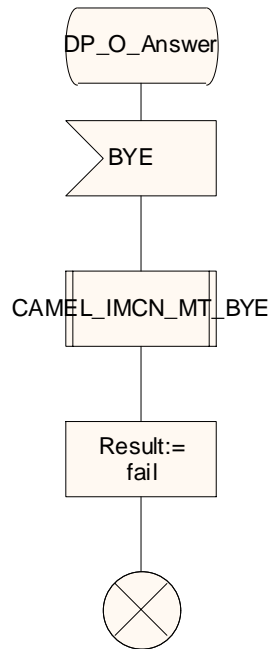 DP_O_Answer
BYE
CAMEL_IMCN_MT_BYE
Result:=
fail